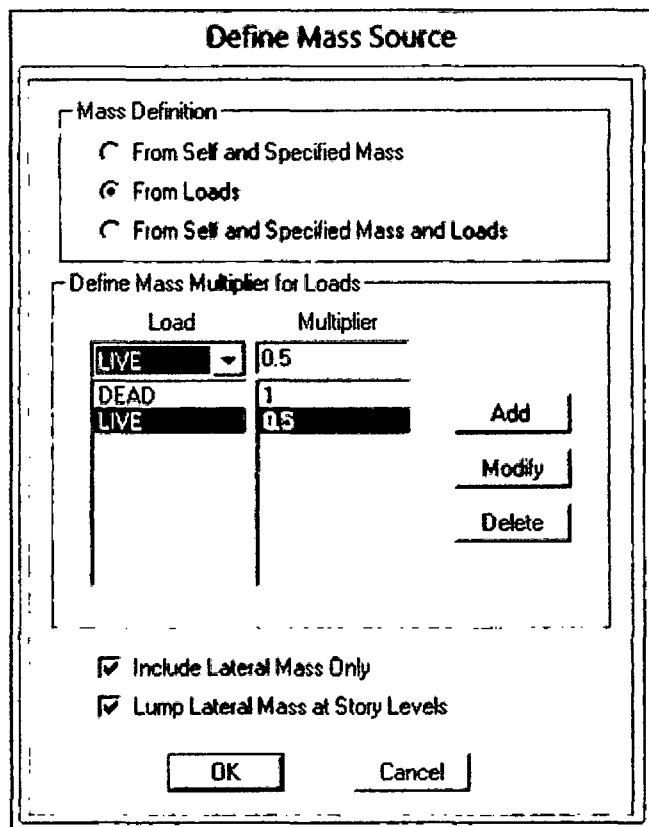 Define Mass Source
Mass Definition
From Self and Specified Mass
From Loads
From Self and Specified Mass and Loads
Define Mass Multiplier for Loads
Load Multiplier
LIVE 0.5
DEAD 1
LIVE 0.5
Add
Modify
Delete
Include Lateral Mass Only
Lump Lateral Mass at Story Levels
OK Cancel